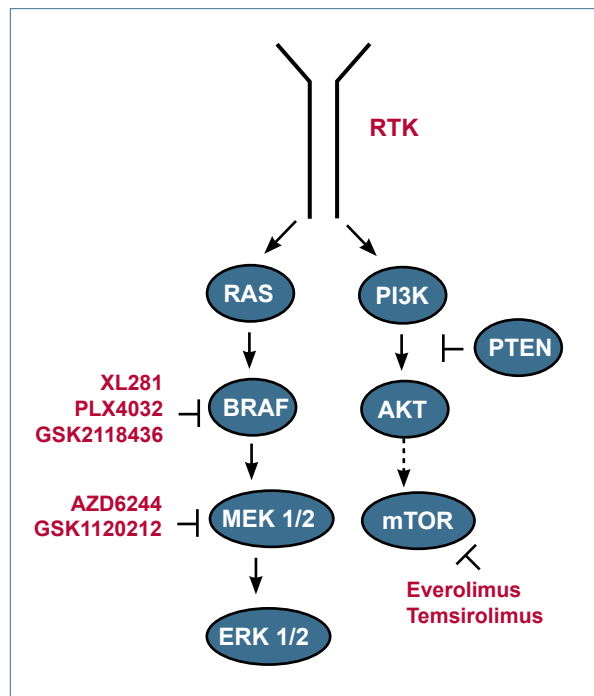 RTK
RAS
PI3K
PTEN
XL281
PLX4032
GSK2118436
BRAF
AKT
AZD6244
GSK1120212
MEK 1/2
mTOR
Everolimus
Temsirolimus
ERK 1/2